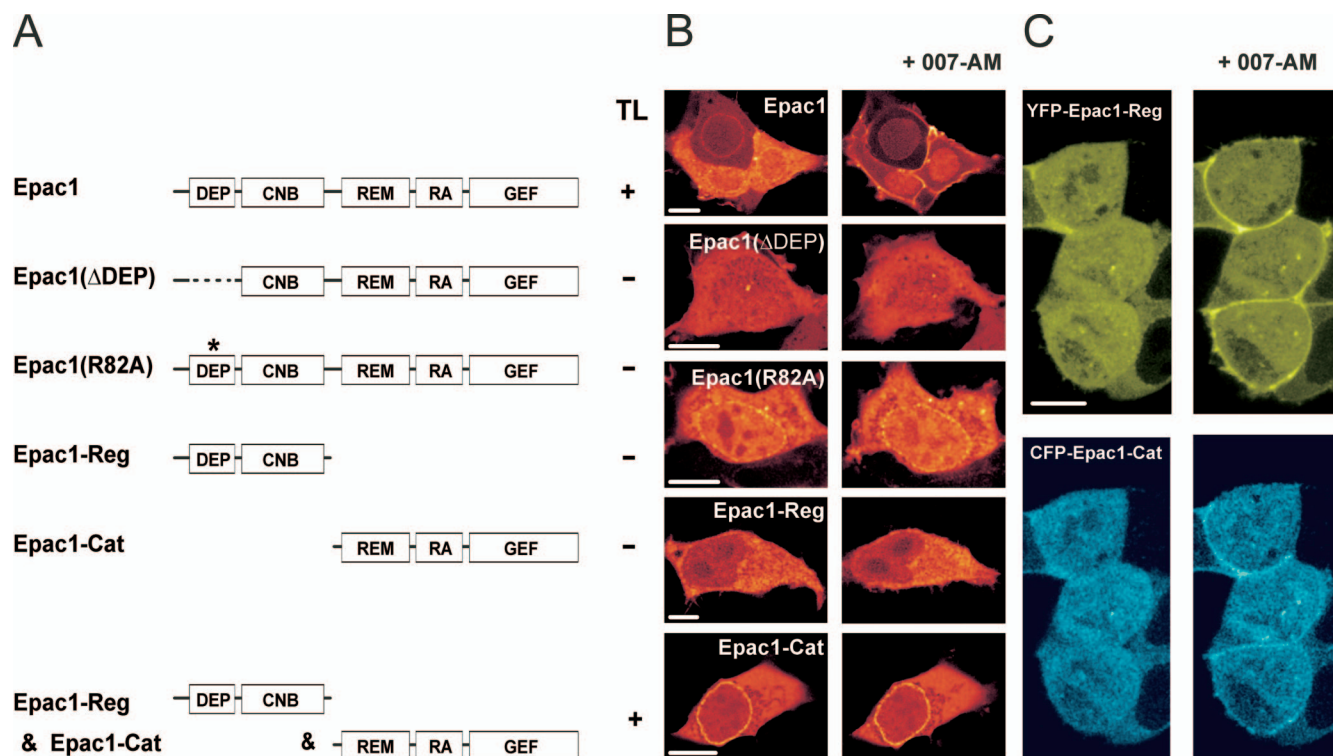 A
B
C
+ 007-AM
+ 007-AM
TL
Epac1
DEP CNB REM RA GEF
+
Epac1(ΔDEP)
CNB REM RA GEF
-
*
Epac1(R82A)
DEP CNB REM RA GEF
-
Epac1-Reg
DEP CNB
-
Epac1-Cat
REM RA GEF
-
Epac1-Reg
DEP CNB
& Epac1-Cat
& REM RA GEF
+
Epac1
Epac1(ΔDEP)
Epac1(R82A)
Epac1-Reg
Epac1-Cat
YFP-Epac1-Reg
CFP-Epac1-Cat